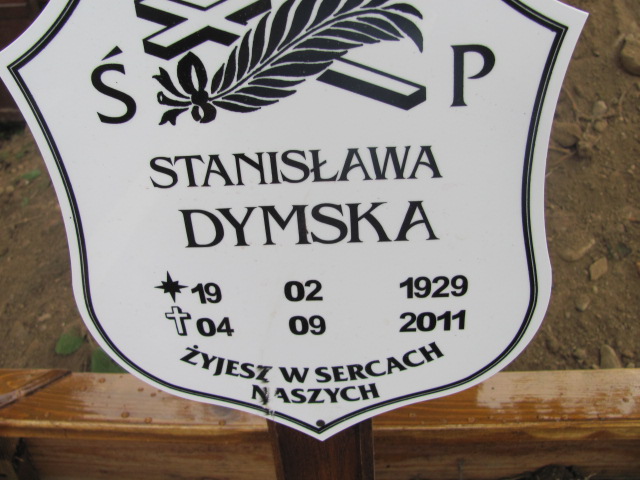 Ś P
STANISŁAWA
DYMSKA
19 02 1929
04 09 2011
ŻYJESZ W SERCACH
NASZYCH